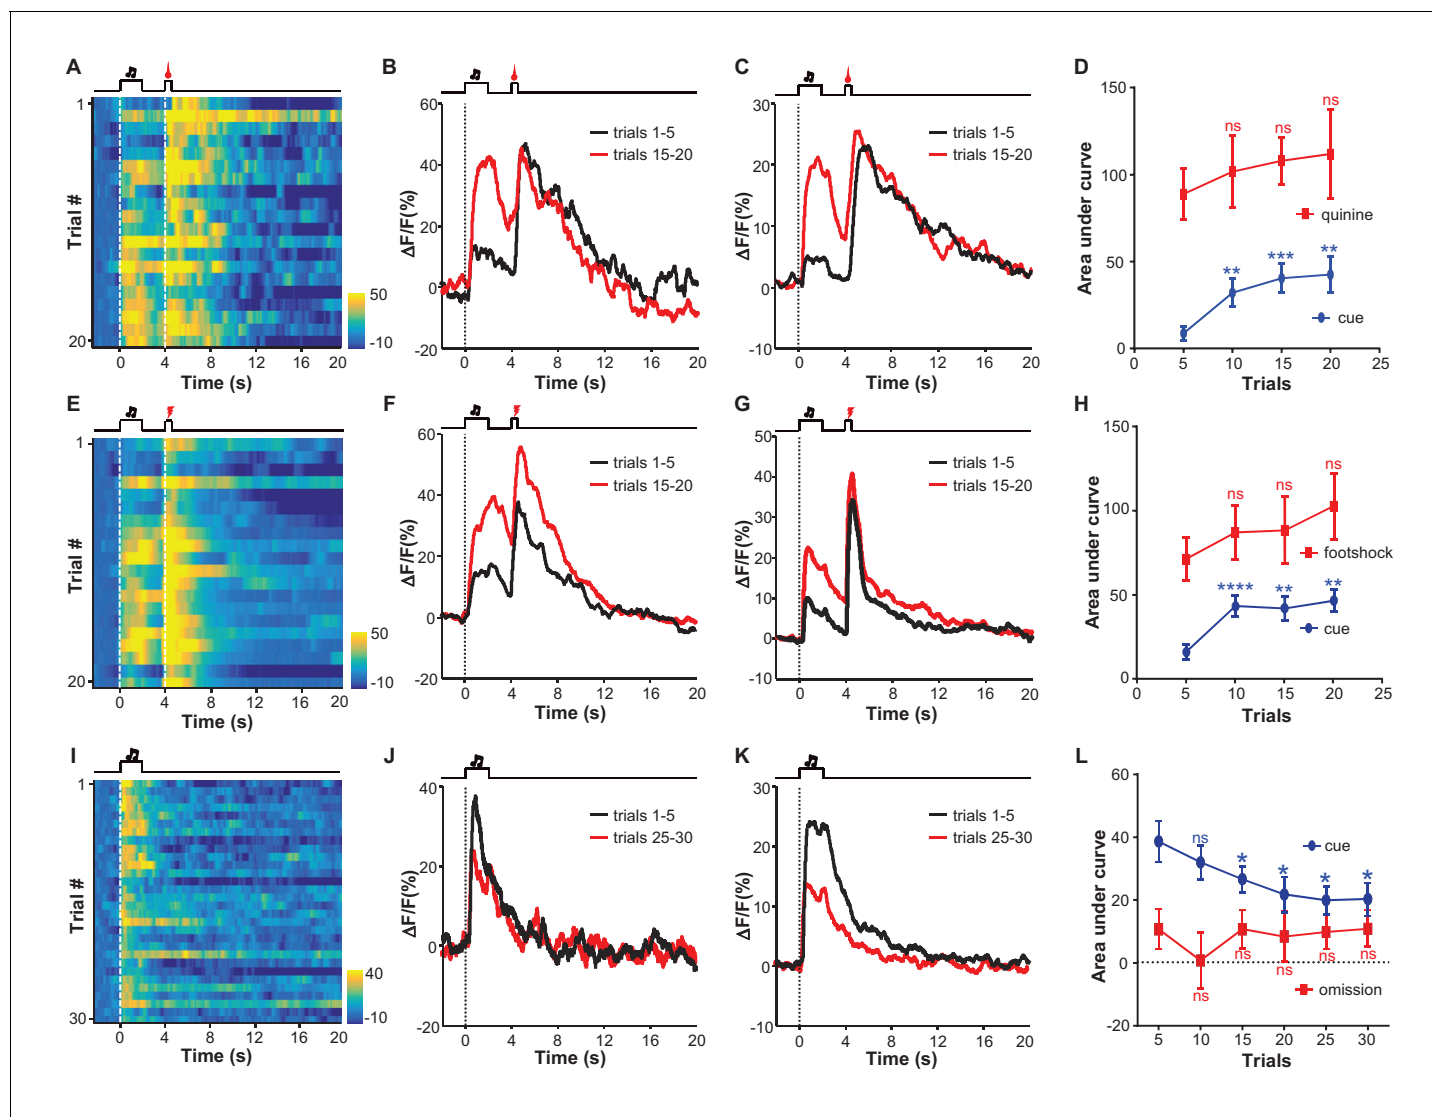 A
1
Trial #
20
50
-10
0 4 8 12 16 20
Time (s)
B
60
40
20
0
-20
ΔF/F(%)
trials 1-5
trials 15-20
0 4 8 12 16 20
Time (s)
C
30
20
10
0
-10
ΔF/F(%)
trials 1-5
trials 15-20
0 4 8 12 16 20
Time (s)
D
150
100
50
0
Area under curve
ns ns ns
quinine
** *** **
cue
0 5 10 15 20 25
Trials
E
1
Trial #
20
50
-10
0 4 8 12 16 20
Time (s)
F
60
40
20
0
-20
ΔF/F(%)
trials 1-5
trials 15-20
0 4 8 12 16 20
Time (s)
G
50
40
30
20
10
0
-10
ΔF/F(%)
trials 1-5
trials 15-20
0 4 8 12 16 20
Time (s)
H
150
100
50
0
Area under curve
ns ns ns
footshock
**** ** **
cue
0 5 10 15 20 25
Trials
I
1
Trial #
30
40
-10
0 4 8 12 16 20
Time (s)
J
40
20
0
-20
ΔF/F(%)
trials 1-5
trials 25-30
0 4 8 12 16 20
Time (s)
K
30
20
10
0
-10
ΔF/F(%)
trials 1-5
trials 25-30
0 4 8 12 16 20
Time (s)
L
60
40
20
0
-20
Area under curve
ns * * * *
cue
ns ns ns ns ns
omission
5 10 15 20 25 30
Trials